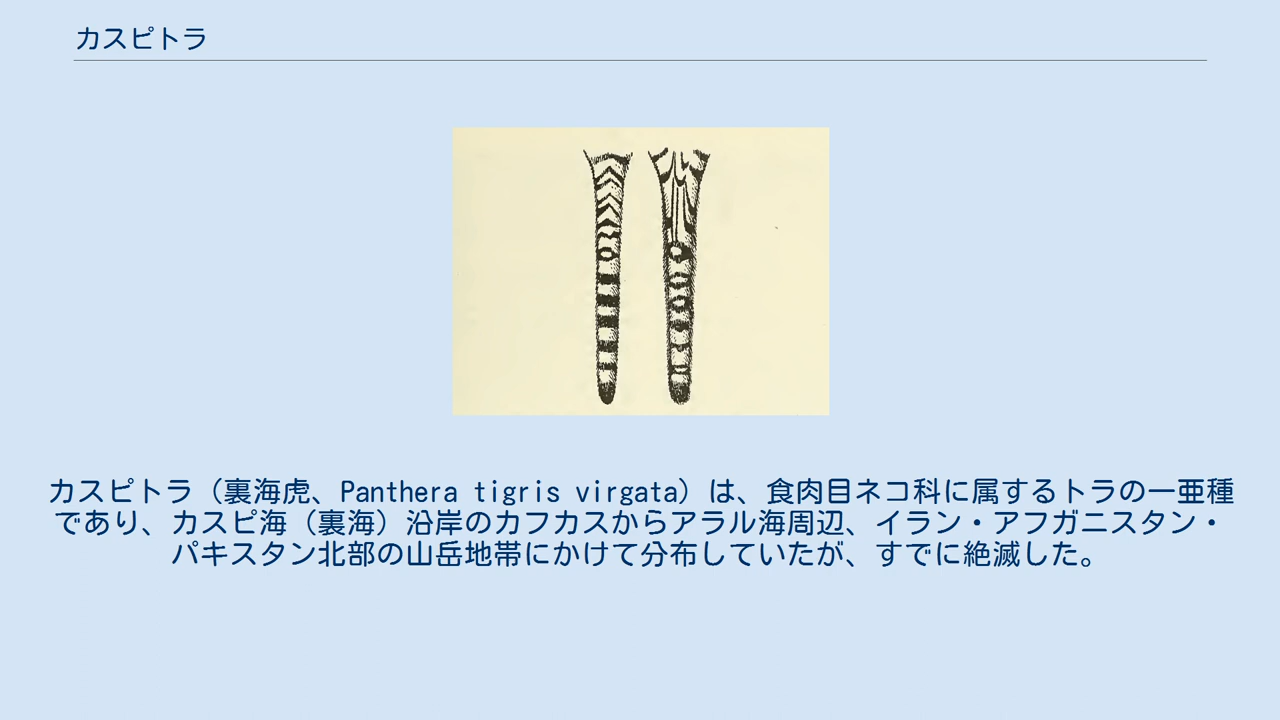 カスピトラ
カスピトラ（裏海虎、Panthera tigris virgata）は、食肉目ネコ科に属するトラの一亜種
であり、カスピ海（裏海）沿岸のカフカスからアラル海周辺、イラン・アフガニスタン・
パキスタン北部の山岳地帯にかけて分布していたが、すでに絶滅した。